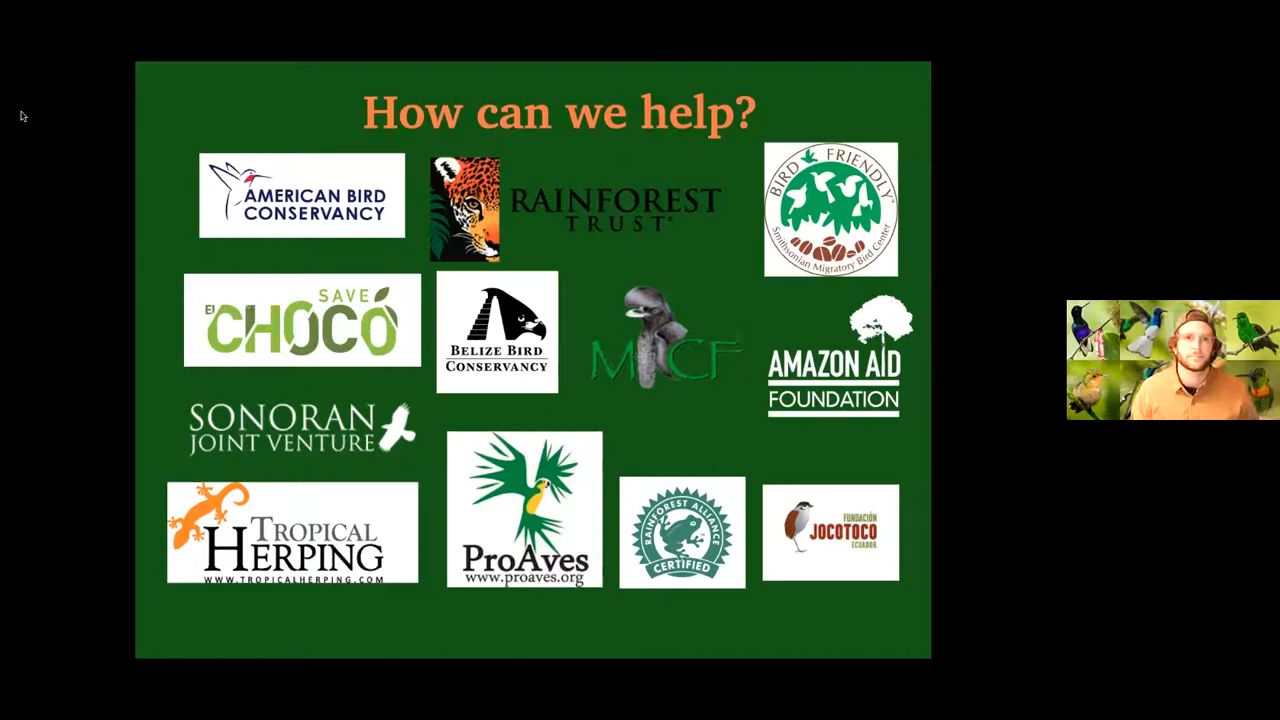 How can we help?
AMERICAN BIRD
CONSERVANCY
RAINFOREST
TRUST®
BIRD FRIENDLY™
Smithsonian Migratory Bird Center
SAVE
El
CHOCÓ
BELIZE BIRD
CONSERVANCY
MCF
AMAZON AID
FOUNDATION
SONORAN
JOINT VENTURE
TROPICAL
HERPING
WWW.TROPICALHERPING.COM
ProAves
www.proaves.org
RAINFOREST ALLIANCE
CERTIFIED
FUNDACIÓN
JOCOTOCO
ECUADOR